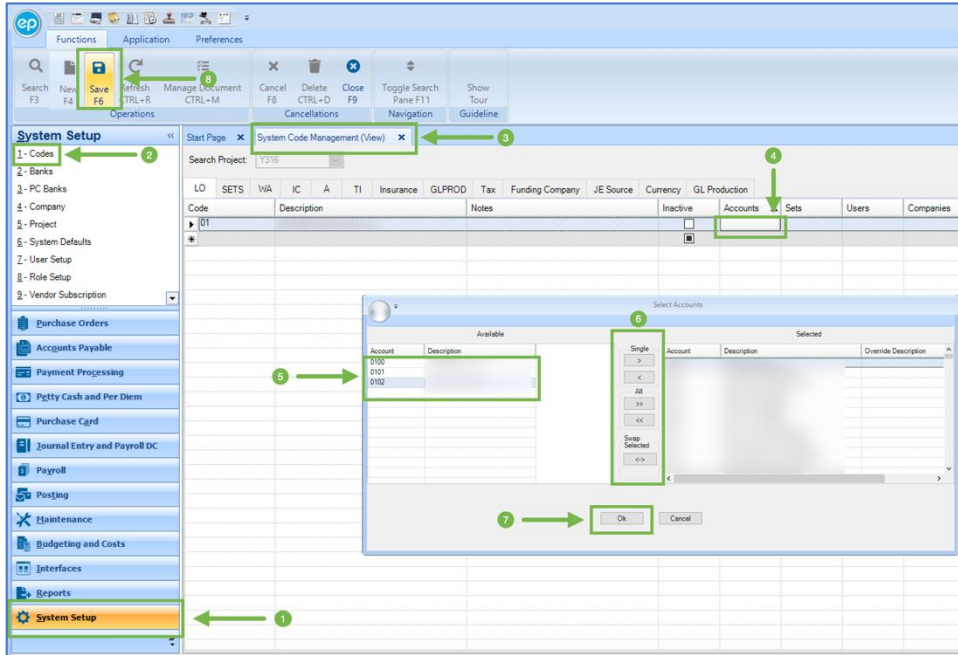 ep
Functions Application Preferences
Search New Save Refresh Manage Document Cancel Delete Close Toggle Search Show
F3 F4 F6 CTRL+R CTRL+M F8 CTRL+D F9 Pane F11 Tour
8
Operations Cancellations Navigation Guideline
System Setup «
Start Page × System Code Management (View) ×
3
1 - Codes
2
Search Project: Y316
4
2 - Banks
3 - PC Banks
LO SETS WA IC A TI Insurance GLPROD Tax Funding Company JE Source Currency GL Production
4 - Company
Code Description Notes Inactive Accounts Sets Users Companies
5 - Project
01
6 - System Defaults
*
7 - User Setup
8 - Role Setup
9 - Vendor Subscription
Select Accounts
6
Purchase Orders
Available Selected
Accounts Payable
Account Description Single Account Description Override Description
0100
>
0101
5
0102
<
Payment Processing
All
>>
Petty Cash and Per Diem
<<
Purchase Card
Swap
Selected
Journal Entry and Payroll DC
<->
Payroll
Posting
7
Ok Cancel
Maintenance
Budgeting and Costs
Interfaces
Reports
System Setup
1